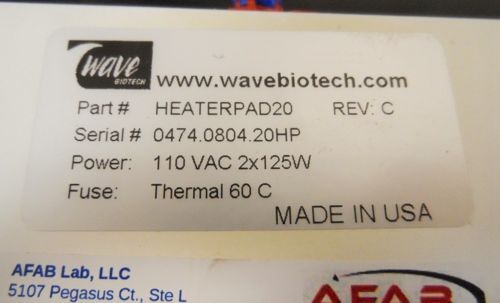 wave
BIOTECH
www.wavebiotech.com
Part # HEATERPAD20 REV: C
Serial # 0474.0804.20HP
Power: 110 VAC 2x125W
Fuse: Thermal 60 C
MADE IN USA
AFAB Lab, LLC
5107 Pegasus Ct., Ste L
AFAB